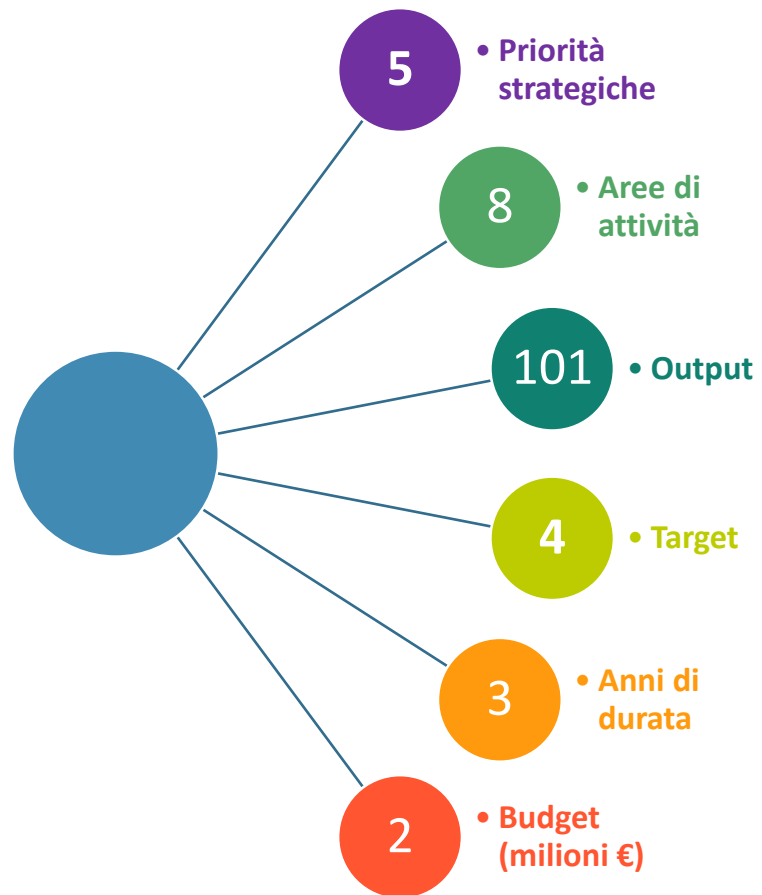 5
• Priorità
strategiche
8
• Aree di
attività
101
• Output
4
• Target
3
• Anni di
durata
2
• Budget
(milioni €)